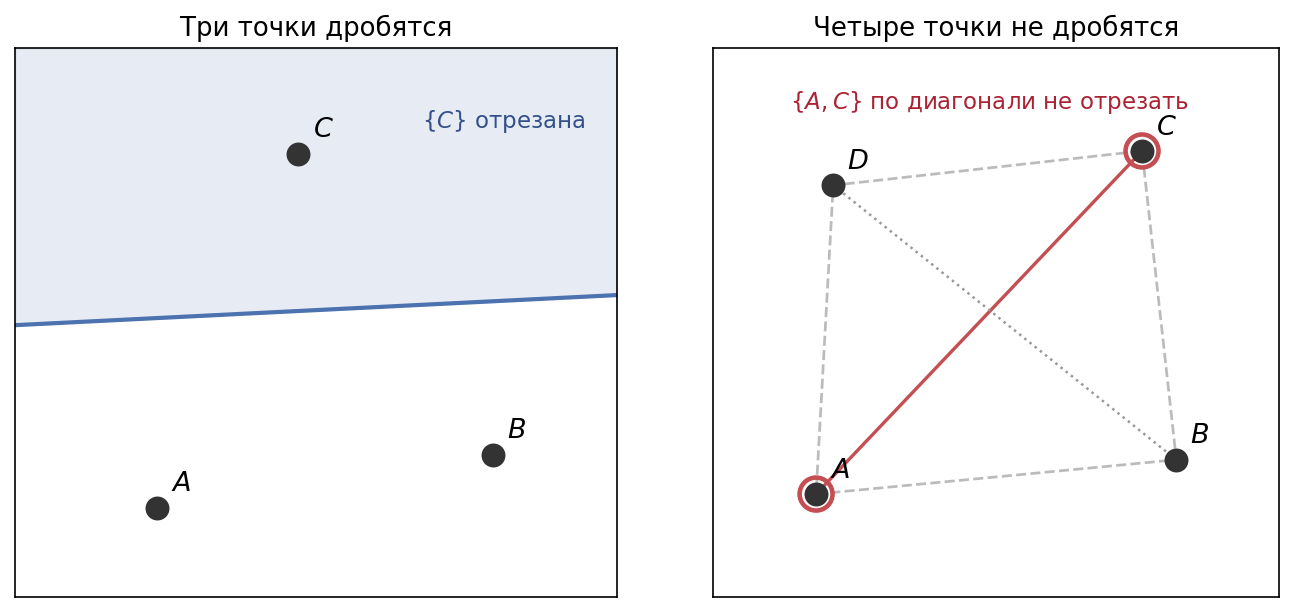 Три точки дробятся
{C} отрезана
C
B
A
Четыре точки не дробятся
{A, C} по диагонали не отрезать
C
D
B
A